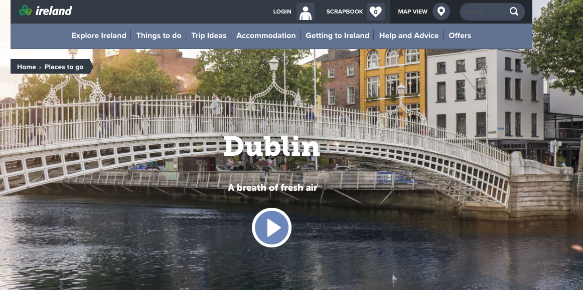 ireland
LOGIN SCRAPBOOK MAP VIEW
Explore Ireland Things to do Trip Ideas Accommodation Getting to Ireland Help and Advice Offers
Home › Places to go
Dublin
A breath of fresh air